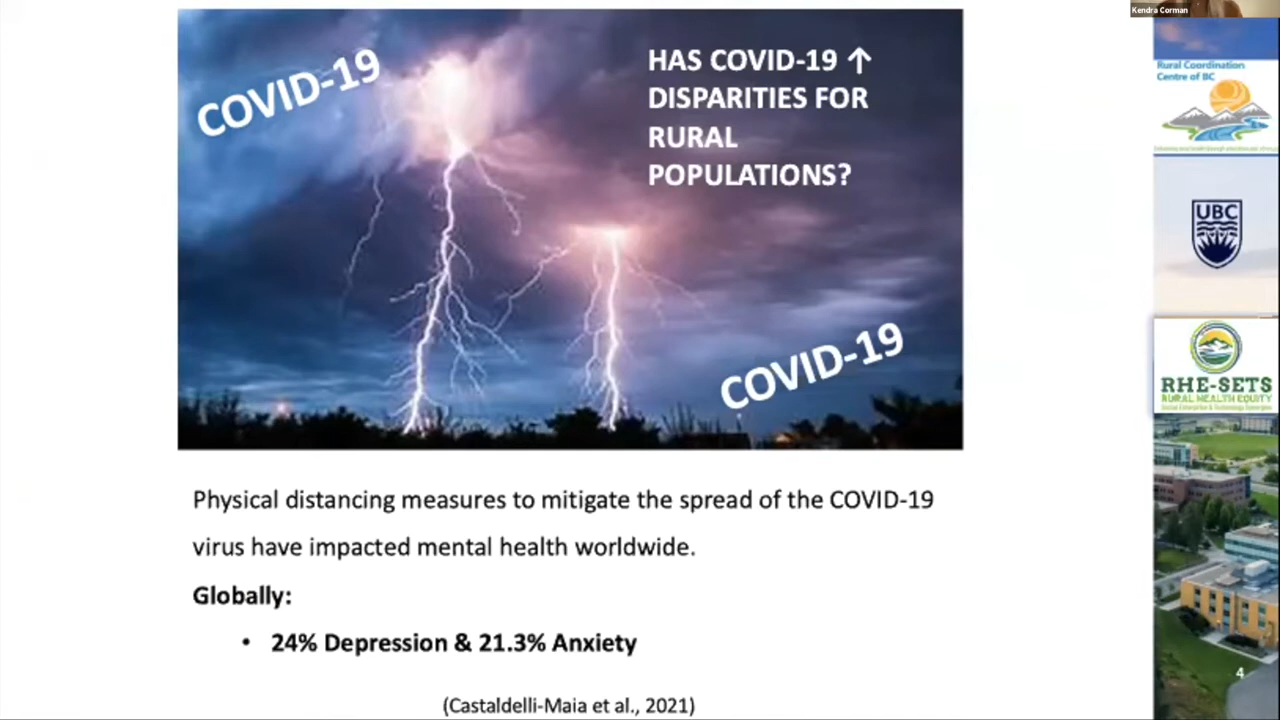 Kendra Corman
COVID-19
HAS COVID-19 ↑
DISPARITIES FOR
RURAL
POPULATIONS?
COVID-19
Physical distancing measures to mitigate the spread of the COVID-19
virus have impacted mental health worldwide.
Globally:
• 24% Depression & 21.3% Anxiety
(Castaldelli-Maia et al., 2021)
Rural Coordination
Centre of BC
UBC
RHE-SETS
RURAL HEALTH EQUITY
4